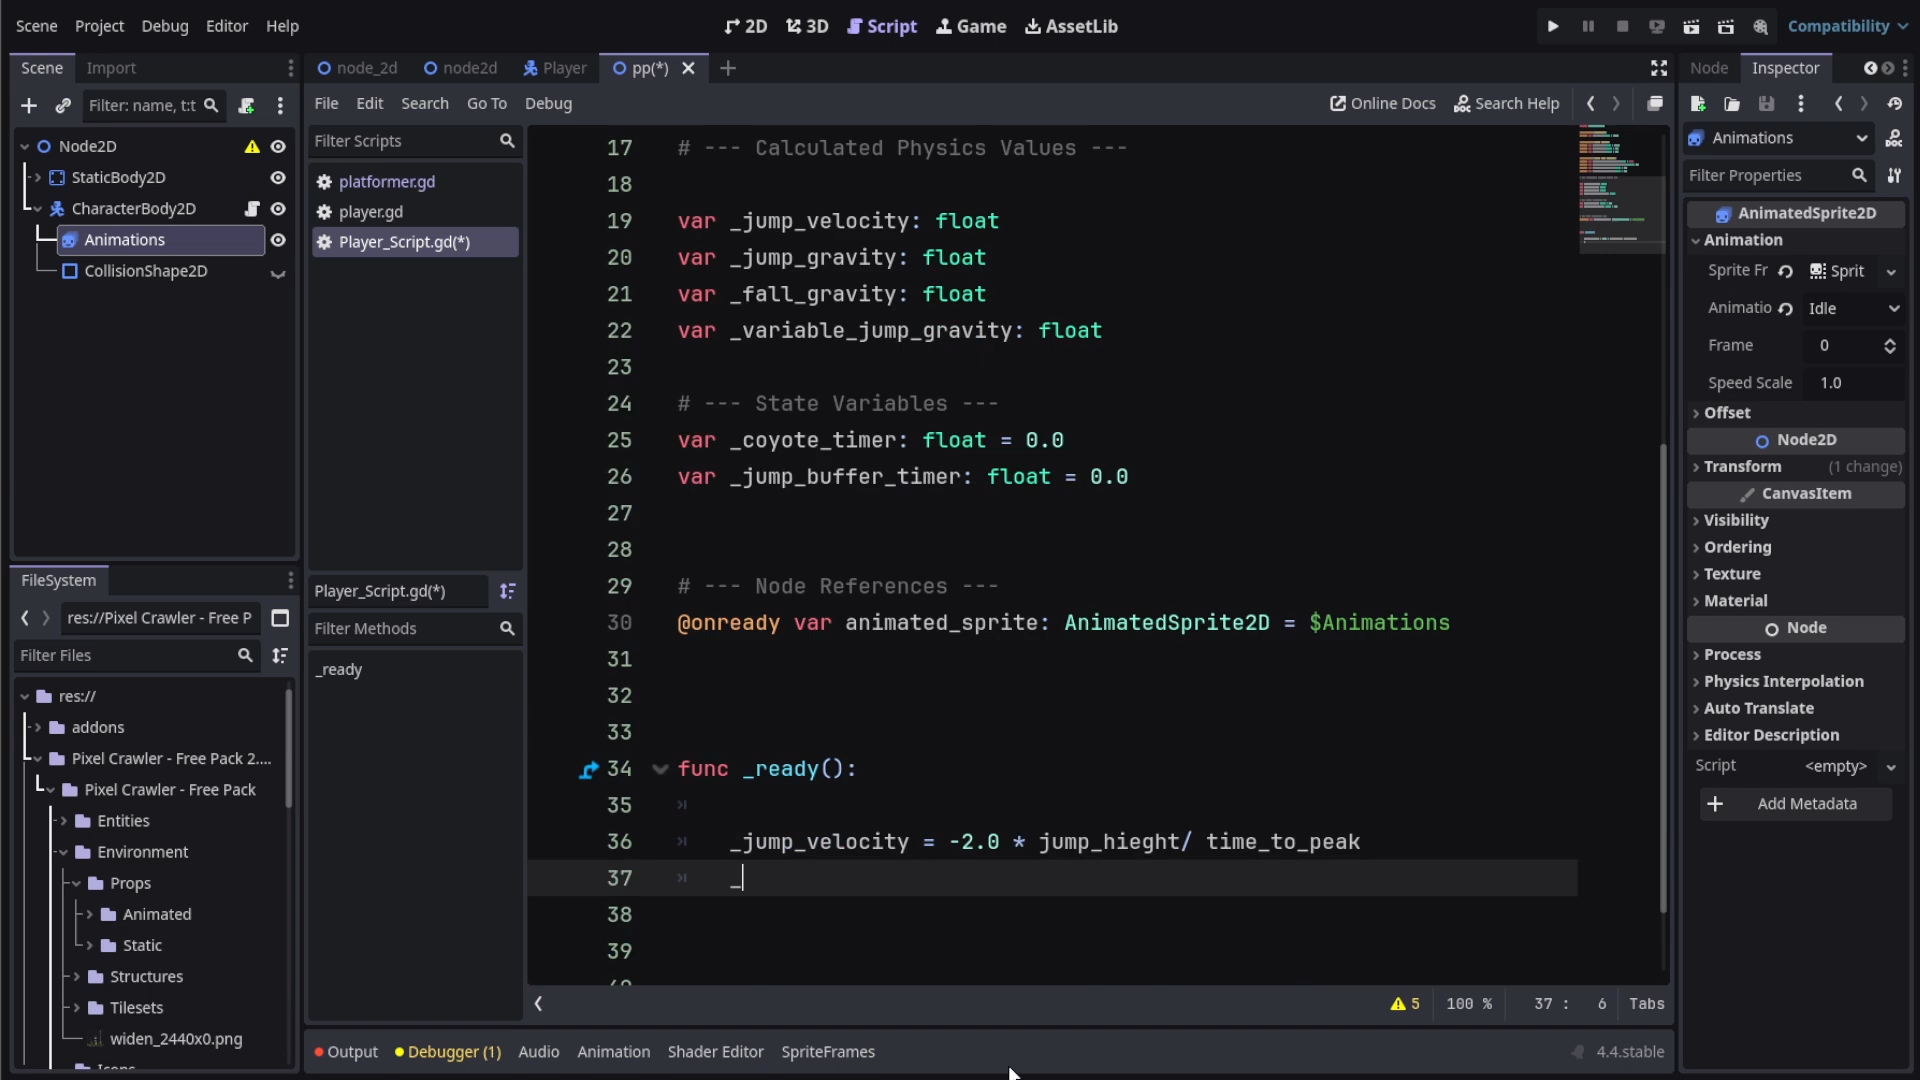 Scene Project Debug Editor Help
2D 3D Script Game AssetLib
Compatibility
Scene Import
Filter: name, t:t
Node2D
StaticBody2D
CharacterBody2D
Animations
CollisionShape2D
FileSystem
res://Pixel Crawler - Free P
Filter Files
res://
addons
Pixel Crawler - Free Pack 2....
Pixel Crawler - Free Pack
Entities
Environment
Props
Animated
Static
Structures
Tilesets
widen_2440x0.png
Icons
node_2d node2d Player pp(*)
File Edit Search Go To Debug
Online Docs Search Help
Filter Scripts
platformer.gd
player.gd
Player_Script.gd(*)
Player_Script.gd(*)
Filter Methods
_ready
17 # --- Calculated Physics Values ---
18
19 var _jump_velocity: float
20 var _jump_gravity: float
21 var _fall_gravity: float
22 var _variable_jump_gravity: float
23
24 # --- State Variables ---
25 var _coyote_timer: float = 0.0
26 var _jump_buffer_timer: float = 0.0
27
28
29 # --- Node References ---
30 @onready var animated_sprite: AnimatedSprite2D = $Animations
31
32
33
34 func _ready():
35
36 _jump_velocity = -2.0 * jump_hieght/ time_to_peak
37 _
38
39
40
5 100 % 37 : 6 Tabs
Output Debugger (1) Audio Animation Shader Editor SpriteFrames
4.4.stable
Node Inspector
Animations
Filter Properties
AnimatedSprite2D
Animation
Sprite Fr Sprit
Animatio Idle
Frame 0
Speed Scale 1.0
Offset
Node2D
Transform (1 change)
CanvasItem
Visibility
Ordering
Texture
Material
Node
Process
Physics Interpolation
Auto Translate
Editor Description
Script <empty>
Add Metadata